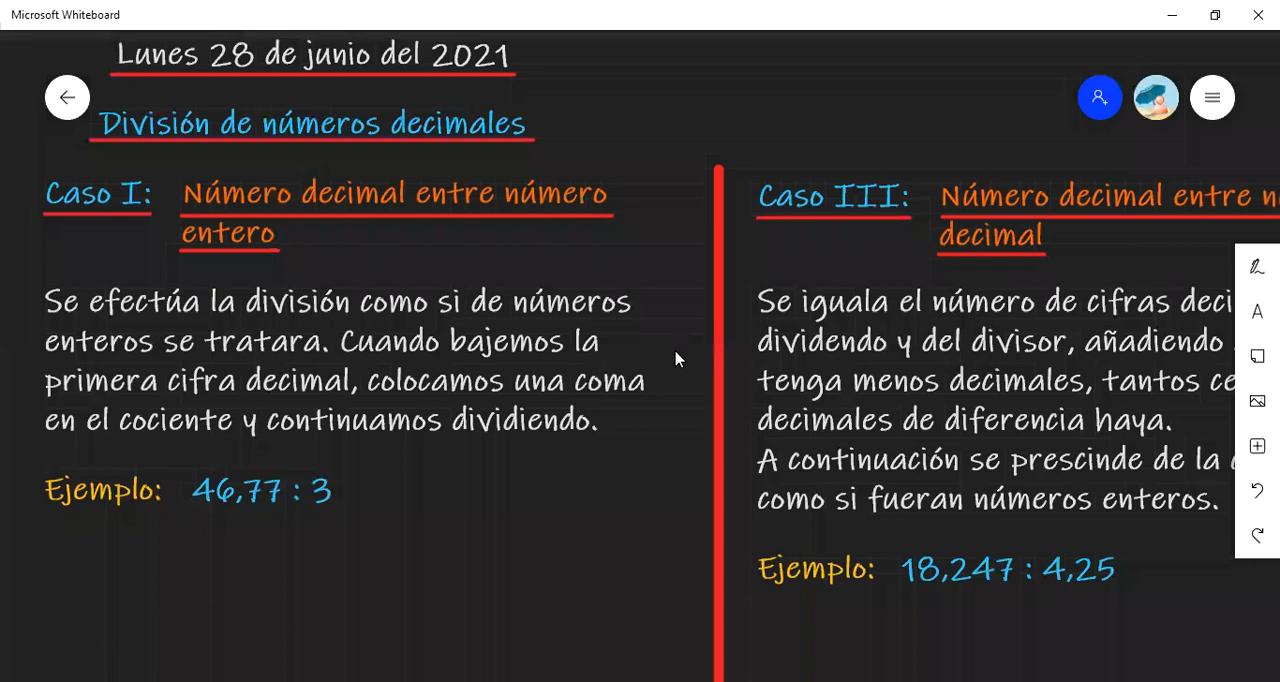 Microsoft Whiteboard
Lunes 28 de junio del 2021
División de números decimales
Caso I: Número decimal entre número
entero
Se efectúa la división como si de números
enteros se tratara. Cuando bajemos la
primera cifra decimal, colocamos una coma
en el cociente y continuamos dividiendo.
Ejemplo: 46,77 : 3
Caso III: Número decimal entre
decimal
Se iguala el número de cifras
dividendo y del divisor, añadiendo
tenga menos decimales, tantos
decimales de diferencia haya.
A continuación se prescinde de la
como si fueran números enteros.
Ejemplo: 18,247 : 4,25